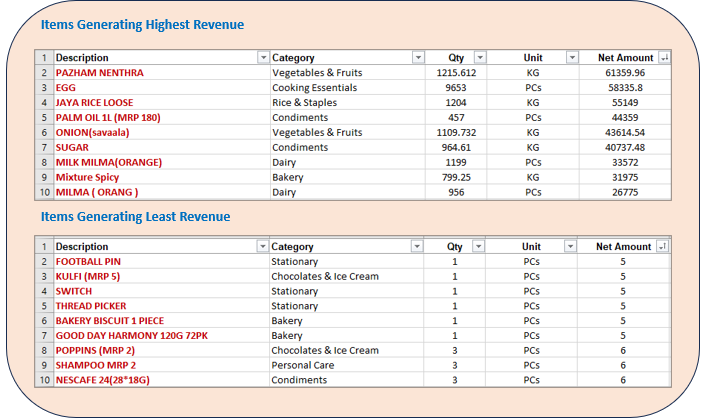 Items Generating Highest Revenue
1 Description Category Qty Unit Net Amount
2 PAZHAM NENTHRA Vegetables & Fruits 1215.612 KG 61359.96
3 EGG Cooking Essentials 9653 PCs 58335.8
4 JAYA RICE LOOSE Rice & Staples 1204 KG 55149
5 PALM OIL 1L (MRP 180) Condiments 457 PCs 44359
6 ONION(savaala) Vegetables & Fruits 1109.732 KG 43614.54
7 SUGAR Condiments 964.61 KG 40737.48
8 MILK MILMA(ORANGE) Dairy 1199 PCs 33572
9 Mixture Spicy Bakery 799.25 KG 31975
10 MILMA ( ORANG ) Dairy 956 PCs 26775
Items Generating Least Revenue
1 Description Category Qty Unit Net Amount
2 FOOTBALL PIN Stationary 1 PCs 5
3 KULFI (MRP 5) Chocolates & Ice Cream 1 PCs 5
4 SWITCH Stationary 1 PCs 5
5 THREAD PICKER Stationary 1 PCs 5
6 BAKERY BISCUIT 1 PIECE Bakery 1 PCs 5
7 GOOD DAY HARMONY 120G 72PK Bakery 1 PCs 5
8 POPPINS (MRP 2) Chocolates & Ice Cream 3 PCs 6
9 SHAMPOO MRP 2 Personal Care 3 PCs 6
10 NESCAFE 24(28*18G) Condiments 3 PCs 6